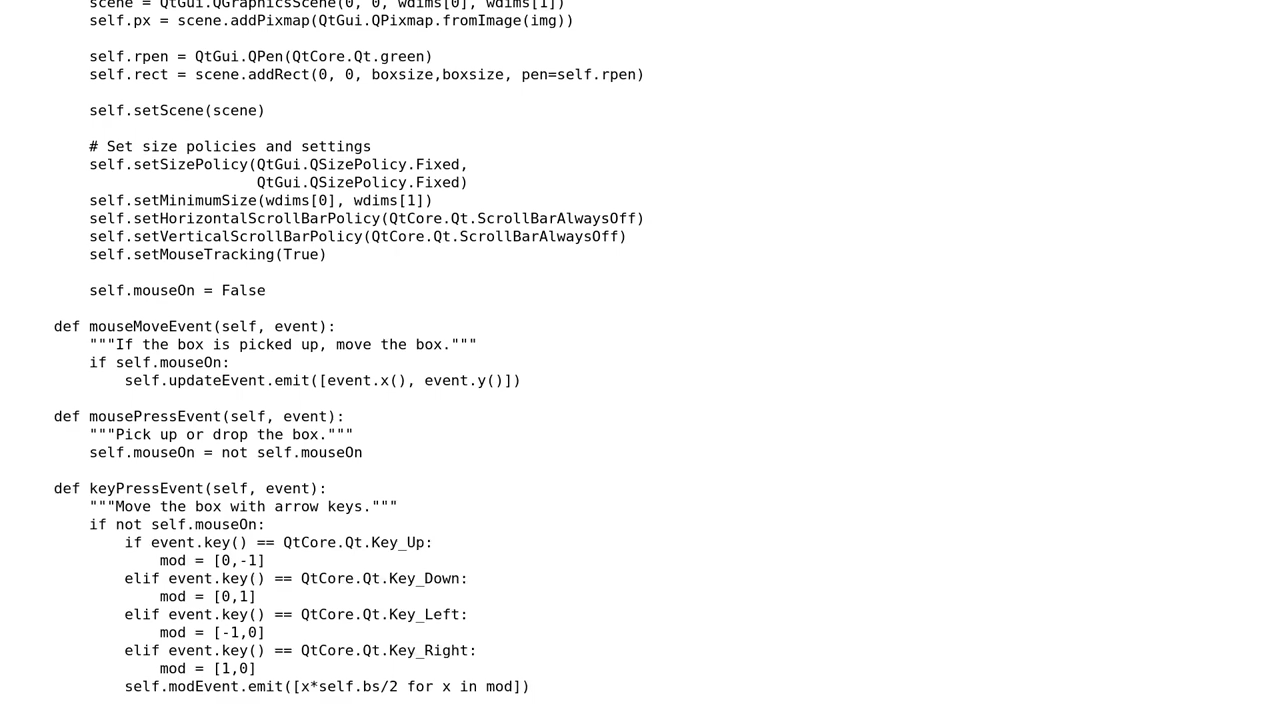 scene = QtGui.QGraphicsScene(0, 0, wdims[0], wdims[1])
self.px = scene.addPixmap(QtGui.QPixmap.fromImage(img))
self.rpen = QtGui.QPen(QtCore.Qt.green)
self.rect = scene.addRect(0, 0, boxsize,boxsize, pen=self.rpen)
self.setScene(scene)
# Set size policies and settings
self.setSizePolicy(QtGui.QSizePolicy.Fixed,
QtGui.QSizePolicy.Fixed)
self.setMinimumSize(wdims[0], wdims[1])
self.setHorizontalScrollBarPolicy(QtCore.Qt.ScrollBarAlwaysOff)
self.setVerticalScrollBarPolicy(QtCore.Qt.ScrollBarAlwaysOff)
self.setMouseTracking(True)
self.mouseOn = False
def mouseMoveEvent(self, event):
"""If the box is picked up, move the box."""
if self.mouseOn:
self.updateEvent.emit([event.x(), event.y()])
def mousePressEvent(self, event):
"""Pick up or drop the box."""
self.mouseOn = not self.mouseOn
def keyPressEvent(self, event):
"""Move the box with arrow keys."""
if not self.mouseOn:
if event.key() == QtCore.Qt.Key_Up:
mod = [0,-1]
elif event.key() == QtCore.Qt.Key_Down:
mod = [0,1]
elif event.key() == QtCore.Qt.Key_Left:
mod = [-1,0]
elif event.key() == QtCore.Qt.Key_Right:
mod = [1,0]
self.modEvent.emit([x*self.bs/2 for x in mod])